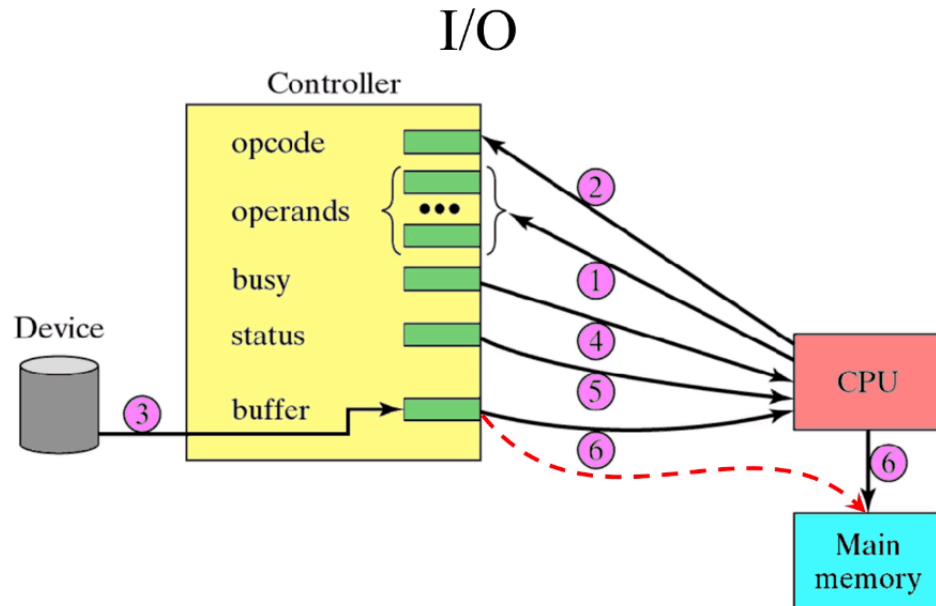 I/O
Controller
opcode
2
operands
•••
1
busy
4
Device
status
5
CPU
3
buffer
6
6
Main
memory